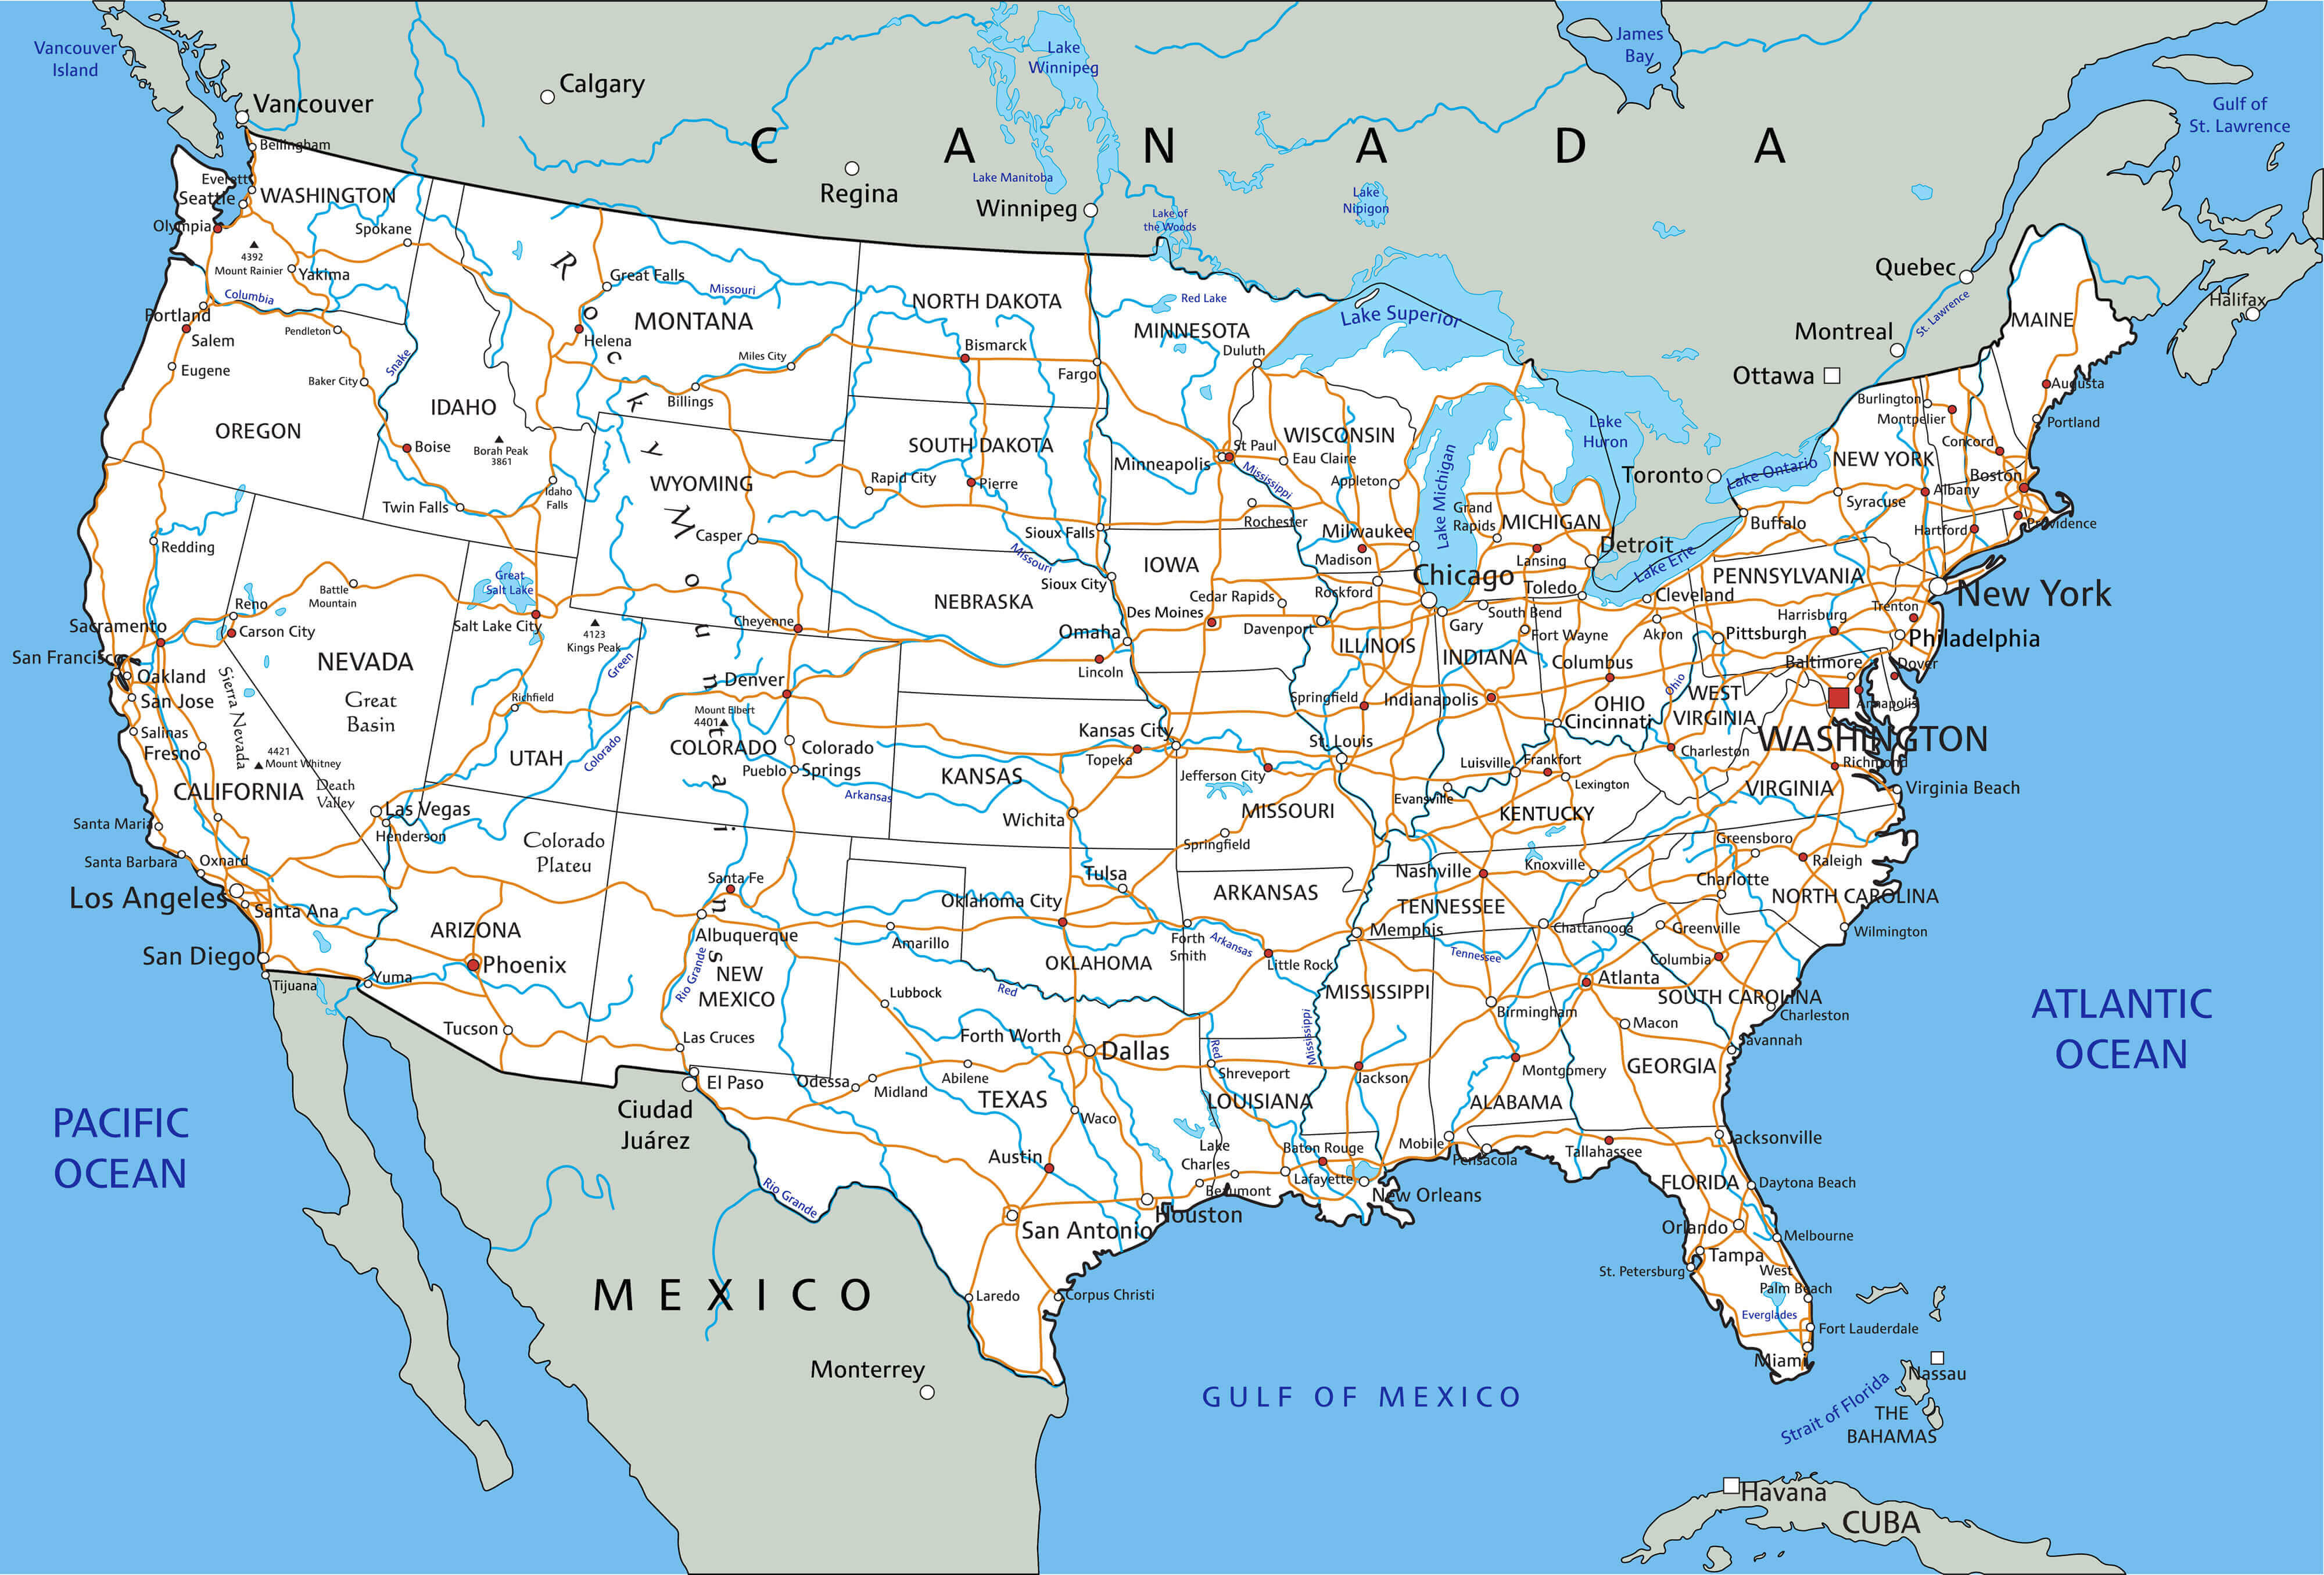 Vancouver
Island
Vancouver
Calgary
Lake
Winnipeg
James
Bay
Gulf of
St. Lawrence
C A N A D A
Bellingham
Everett
Seattle
WASHINGTON
Olympia
Spokane
4392
Mount Rainier
Yakima
Columbia
Regina
Lake Manitoba
Winnipeg
Lake of
the Woods
Lake
Nipigon
Quebec
St. Lawrence
Halifax
Montreal
Ottawa
MAINE
Portland
Salem
Pendleton
Eugene
Baker City
Snake
OREGON
IDAHO
Boise
Borah Peak
3861
Twin Falls
Idaho
Falls
Rocky Mountains
Great Falls
Missouri
MONTANA
Helena
Miles City
Billings
NORTH DAKOTA
Bismarck
Fargo
Red Lake
MINNESOTA
Duluth
Lake Superior
SOUTH DAKOTA
Rapid City
Pierre
Sioux Falls
Minneapolis
St Paul
Mississippi
Rochester
WISCONSIN
Eau Claire
Appleton
Milwaukee
Madison
Lake Michigan
Lake
Huron
Grand
Rapids
MICHIGAN
Lansing
Detroit
Toronto
Lake Ontario
Lake Erie
Buffalo
Burlington
Montpelier
Augusta
Portland
Concord
NEW YORK
Syracuse
Albany
Boston
Hartford
Providence
WYOMING
Casper
Cheyenne
Missouri
Sioux City
NEBRASKA
Omaha
Lincoln
IOWA
Cedar Rapids
Des Moines
Davenport
Rockford
Chicago
Gary
South Bend
Toledo
Fort Wayne
Cleveland
Akron
PENNSYLVANIA
Harrisburg
Pittsburgh
Trenton
New York
Philadelphia
Baltimore
Dover
Annapolis
WASHINGTON
Redding
Reno
Carson City
Battle
Mountain
Great
Salt Lake
Salt Lake City
4123
Kings Peak
Green
Sacramento
San Francisco
Oakland
San Jose
Salinas
Fresno
Sierra Nevada
NEVADA
Great
Basin
4421
Mount Whitney
Death
Valley
CALIFORNIA
Santa Maria
Santa Barbara
Oxnard
Los Angeles
Santa Ana
San Diego
Tijuana
Yuma
Las Vegas
Henderson
Richfield
UTAH
Colorado
Colorado
Plateu
Denver
Mount Elbert
4401
COLORADO
Colorado
Springs
Pueblo
Arkansas
KANSAS
Kansas City
Topeka
Wichita
ILLINOIS
Springfield
INDIANA
Indianapolis
Columbus
OHIO
Cincinnati
Ohio
WEST
VIRGINIA
Charleston
VIRGINIA
Richmond
Virginia Beach
St. Louis
Jefferson City
MISSOURI
Springfield
Evansville
Luisville
Frankfort
Lexington
KENTUCKY
Nashville
Knoxville
TENNESSEE
Memphis
Chattanooga
Tennessee
Greensboro
Raleigh
Charlotte
NORTH CAROLINA
Wilmington
Greenville
Columbia
SOUTH CAROLINA
Charleston
ARIZONA
Phoenix
Tucson
Santa Fe
Albuquerque
Rio Grande
NEW
MEXICO
Las Cruces
El Paso
Ciudad
Juárez
Tulsa
Oklahoma City
Amarillo
OKLAHOMA
Red
Lubbock
Forth
Smith
Arkansas
Little Rock
ARKANSAS
MISSISSIPPI
Mississippi
Jackson
Birmingham
Montgomery
ALABAMA
Mobile
Atlanta
Macon
GEORGIA
Savannah
Forth Worth
Dallas
Abilene
Odessa
Midland
TEXAS
Waco
Austin
San Antonio
Houston
Laredo
Corpus Christi
Rio Grande
Red
Shreveport
LOUISIANA
Lake
Charles
Beaumont
Baton Rouge
Lafayette
New Orleans
Pensacola
Tallahassee
Jacksonville
FLORIDA
Daytona Beach
Orlando
Melbourne
Tampa
St. Petersburg
West
Palm Beach
Everglades
Fort Lauderdale
Miami
PACIFIC
OCEAN
ATLANTIC
OCEAN
MEXICO
Monterrey
GULF OF MEXICO
Strait of Florida
Nassau
THE
BAHAMAS
Havana
CUBA